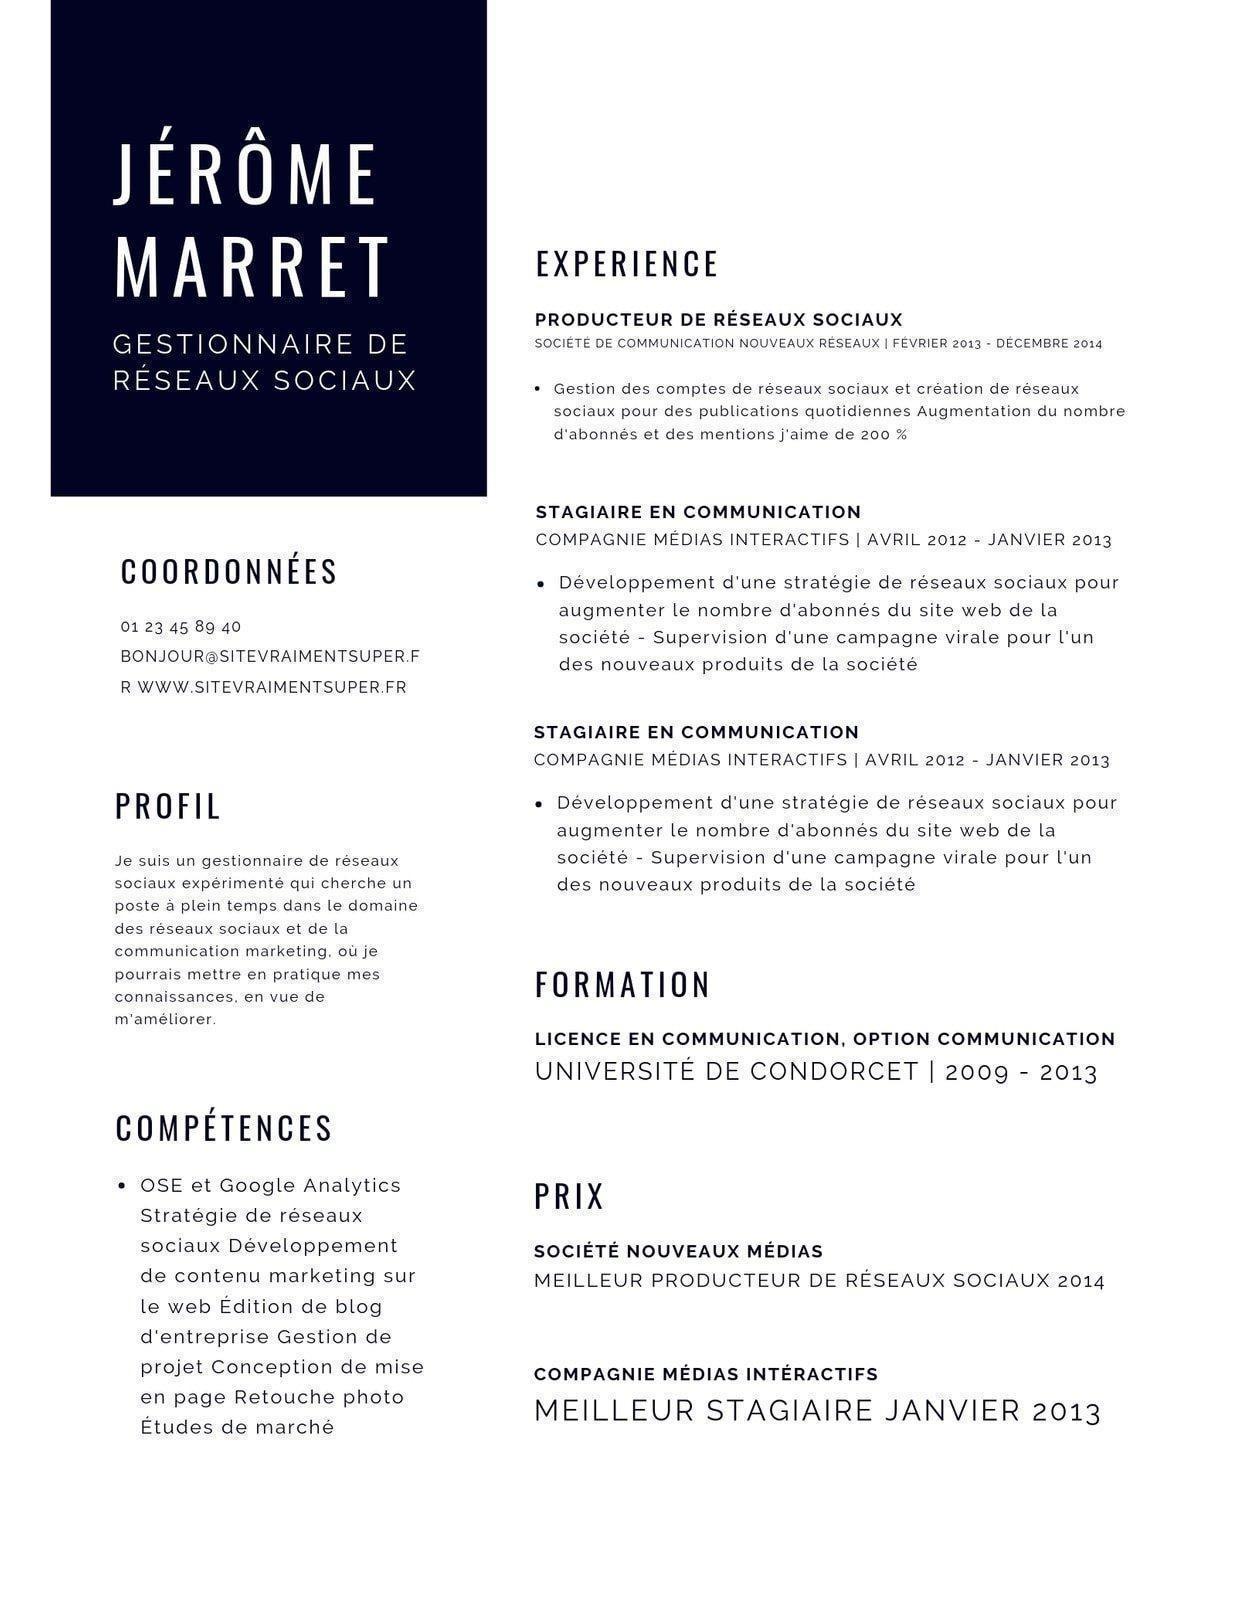 JÉRÔME
MARRET
GESTIONNAIRE DE
RÉSEAUX SOCIAUX
COORDONNÉES
01 23 45 89 40
BONJOUR@SITEVRAIMENTSUPER.F
R WWW.SITEVRAIMENTSUPER.FR
PROFIL
Je suis un gestionnaire de réseaux
sociaux expérimenté qui cherche un
poste à plein temps dans le domaine
des réseaux sociaux et de la
communication marketing, où je
pourrais mettre en pratique mes
connaissances, en vue de
m'améliorer.
COMPÉTENCES
• OSE et Google Analytics
Stratégie de réseaux
sociaux Développement
de contenu marketing sur
le web Édition de blog
d'entreprise Gestion de
projet Conception de mise
en page Retouche photo
Études de marché
EXPERIENCE
PRODUCTEUR DE RÉSEAUX SOCIAUX
SOCIÉTÉ DE COMMUNICATION NOUVEAUX RÉSEAUX | FÉVRIER 2013 - DÉCEMBRE 2014
• Gestion des comptes de réseaux sociaux et création de réseaux
sociaux pour des publications quotidiennes Augmentation du nombre
d'abonnés et des mentions j'aime de 200 %
STAGIAIRE EN COMMUNICATION
COMPAGNIE MÉDIAS INTERACTIFS | AVRIL 2012 - JANVIER 2013
• Développement d'une stratégie de réseaux sociaux pour
augmenter le nombre d'abonnés du site web de la
société - Supervision d'une campagne virale pour l'un
des nouveaux produits de la société
STAGIAIRE EN COMMUNICATION
COMPAGNIE MÉDIAS INTERACTIFS | AVRIL 2012 - JANVIER 2013
• Développement d'une stratégie de réseaux sociaux pour
augmenter le nombre d'abonnés du site web de la
société - Supervision d'une campagne virale pour l'un
des nouveaux produits de la société
FORMATION
LICENCE EN COMMUNICATION, OPTION COMMUNICATION
UNIVERSITÉ DE CONDORCET | 2009 - 2013
PRIX
SOCIÉTÉ NOUVEAUX MÉDIAS
MEILLEUR PRODUCTEUR DE RÉSEAUX SOCIAUX 2014
COMPAGNIE MÉDIAS INTÉRACTIFS
MEILLEUR STAGIAIRE JANVIER 2013